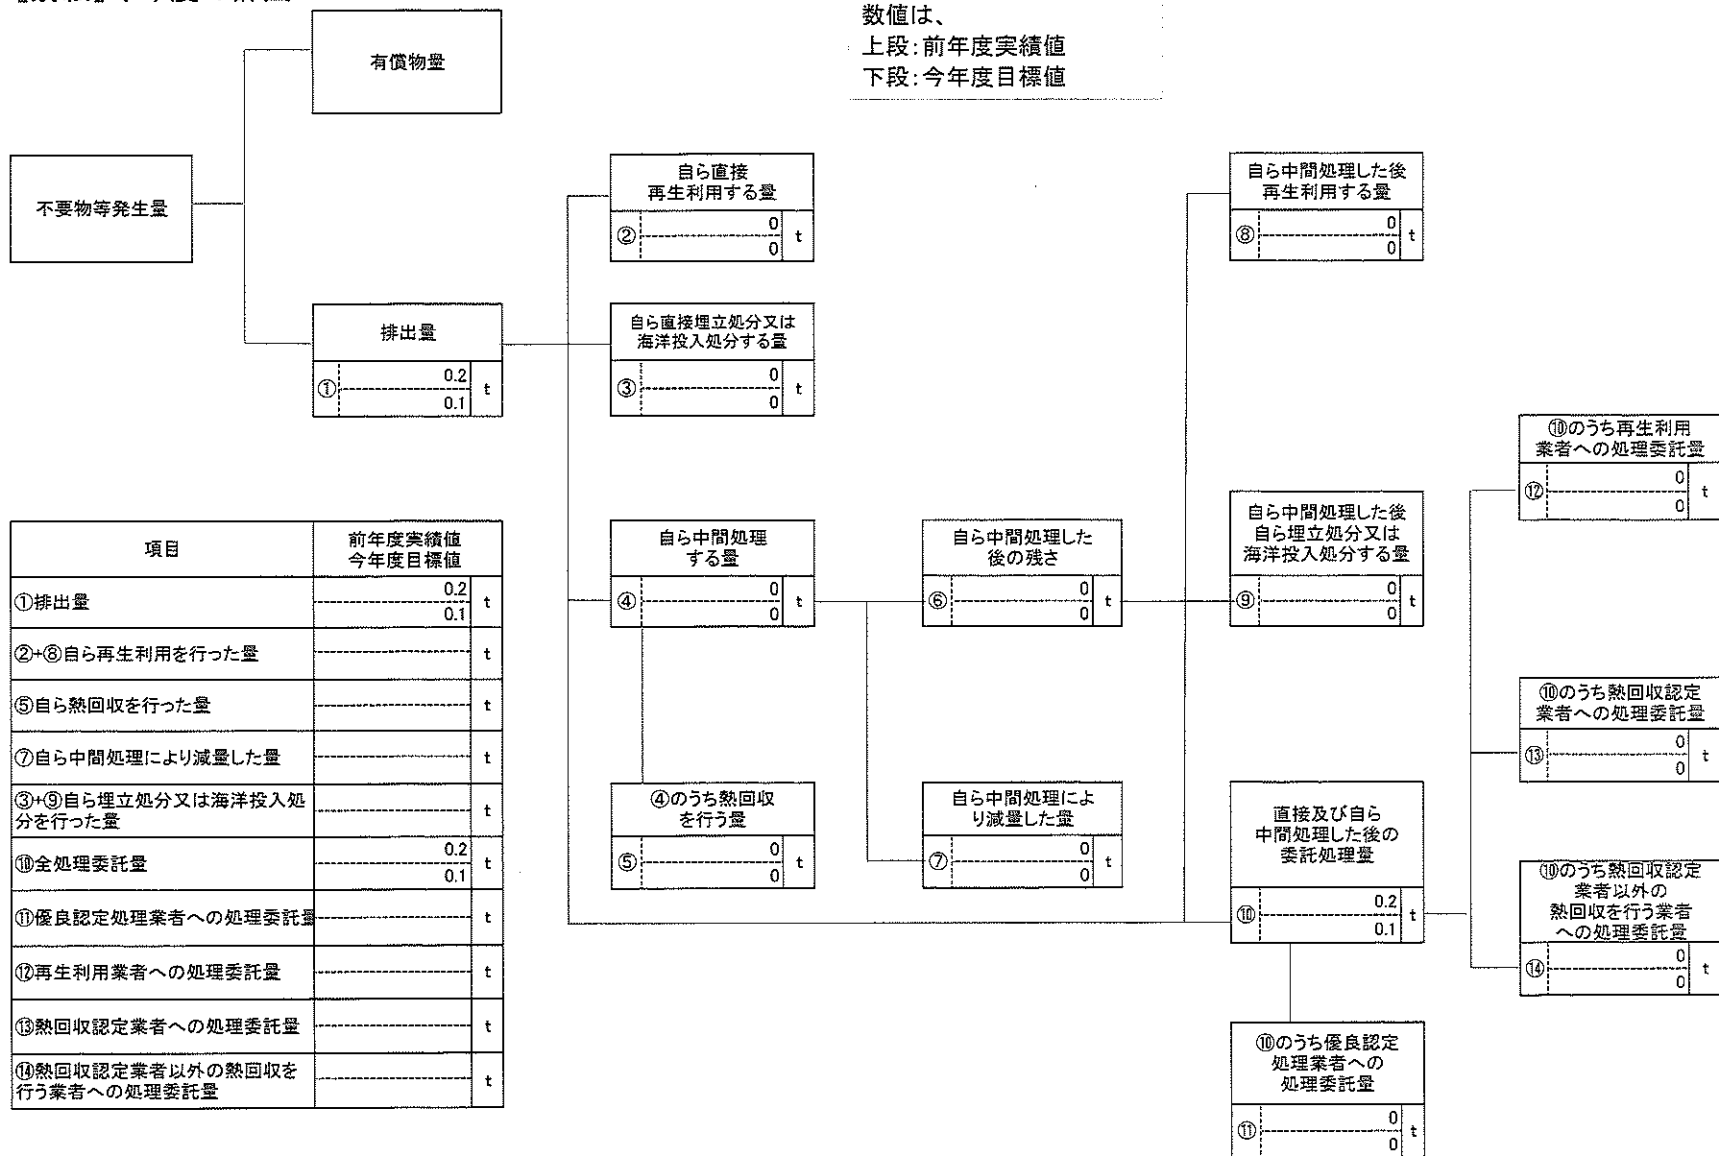 数値は、
上段:前年度実績値
下段:今年度目標値
有償物量
不要物等発生量
排出量
① 0.2 t
0.1
自ら直接
再生利用する量
② 0 t
0
自ら直接埋立処分又は
海洋投入処分する量
③ 0 t
0
自ら中間処理
する量
④ 0 t
0
④のうち熱回収
を行う量
⑤ 0 t
0
自ら中間処理した
後の残さ
⑥ 0 t
0
自ら中間処理によ
り減量した量
⑦ 0 t
0
自ら中間処理した後
再生利用する量
⑧ 0 t
0
自ら中間処理した後
自ら埋立処分又は
海洋投入処分する量
⑨ 0 t
0
直接及び自ら
中間処理した後の
委託処理量
⑩ 0.2 t
0.1
⑩のうち優良認定
処理業者への
処理委託量
⑪ 0 t
0
⑩のうち再生利用
業者への処理委託量
⑫ 0 t
0
⑩のうち熱回収認定
業者への処理委託量
⑬ 0 t
0
⑩のうち熱回収認定
業者以外の
熱回収を行う業者
への処理委託量
⑭ 0 t
0
項目 前年度実績値
今年度目標値
①排出量 0.2 t
0.1
②+⑧自ら再生利用を行った量 t
⑤自ら熱回収を行った量 t
⑦自ら中間処理により減量した量 t
③+⑨自ら埋立処分又は海洋投入処
分を行った量 t
⑩全処理委託量 0.2 t
0.1
⑪優良認定処理業者への処理委託量 t
⑫再生利用業者への処理委託量 t
⑬熱回収認定業者への処理委託量 t
⑭熱回収認定業者以外の熱回収を
行う業者への処理委託量 t